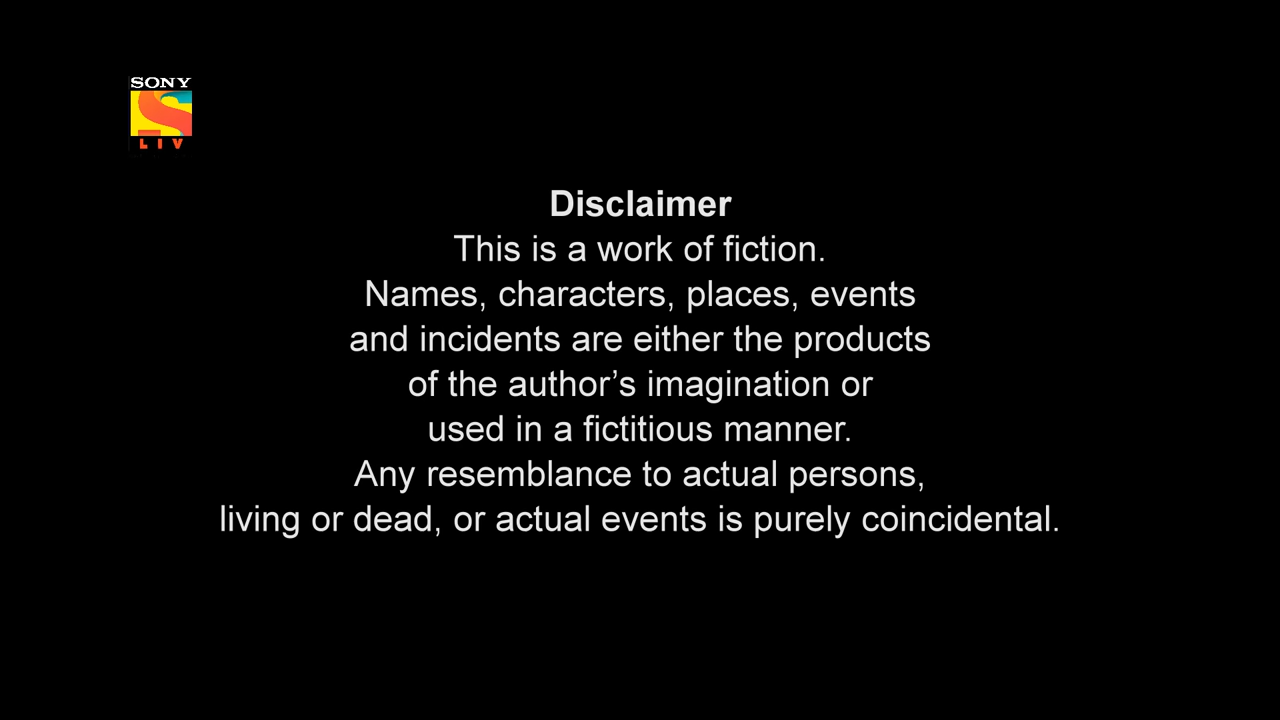 SONY
LIV
Disclaimer
This is a work of fiction.
Names, characters, places, events
and incidents are either the products
of the author’s imagination or
used in a fictitious manner.
Any resemblance to actual persons,
living or dead, or actual events is purely coincidental.